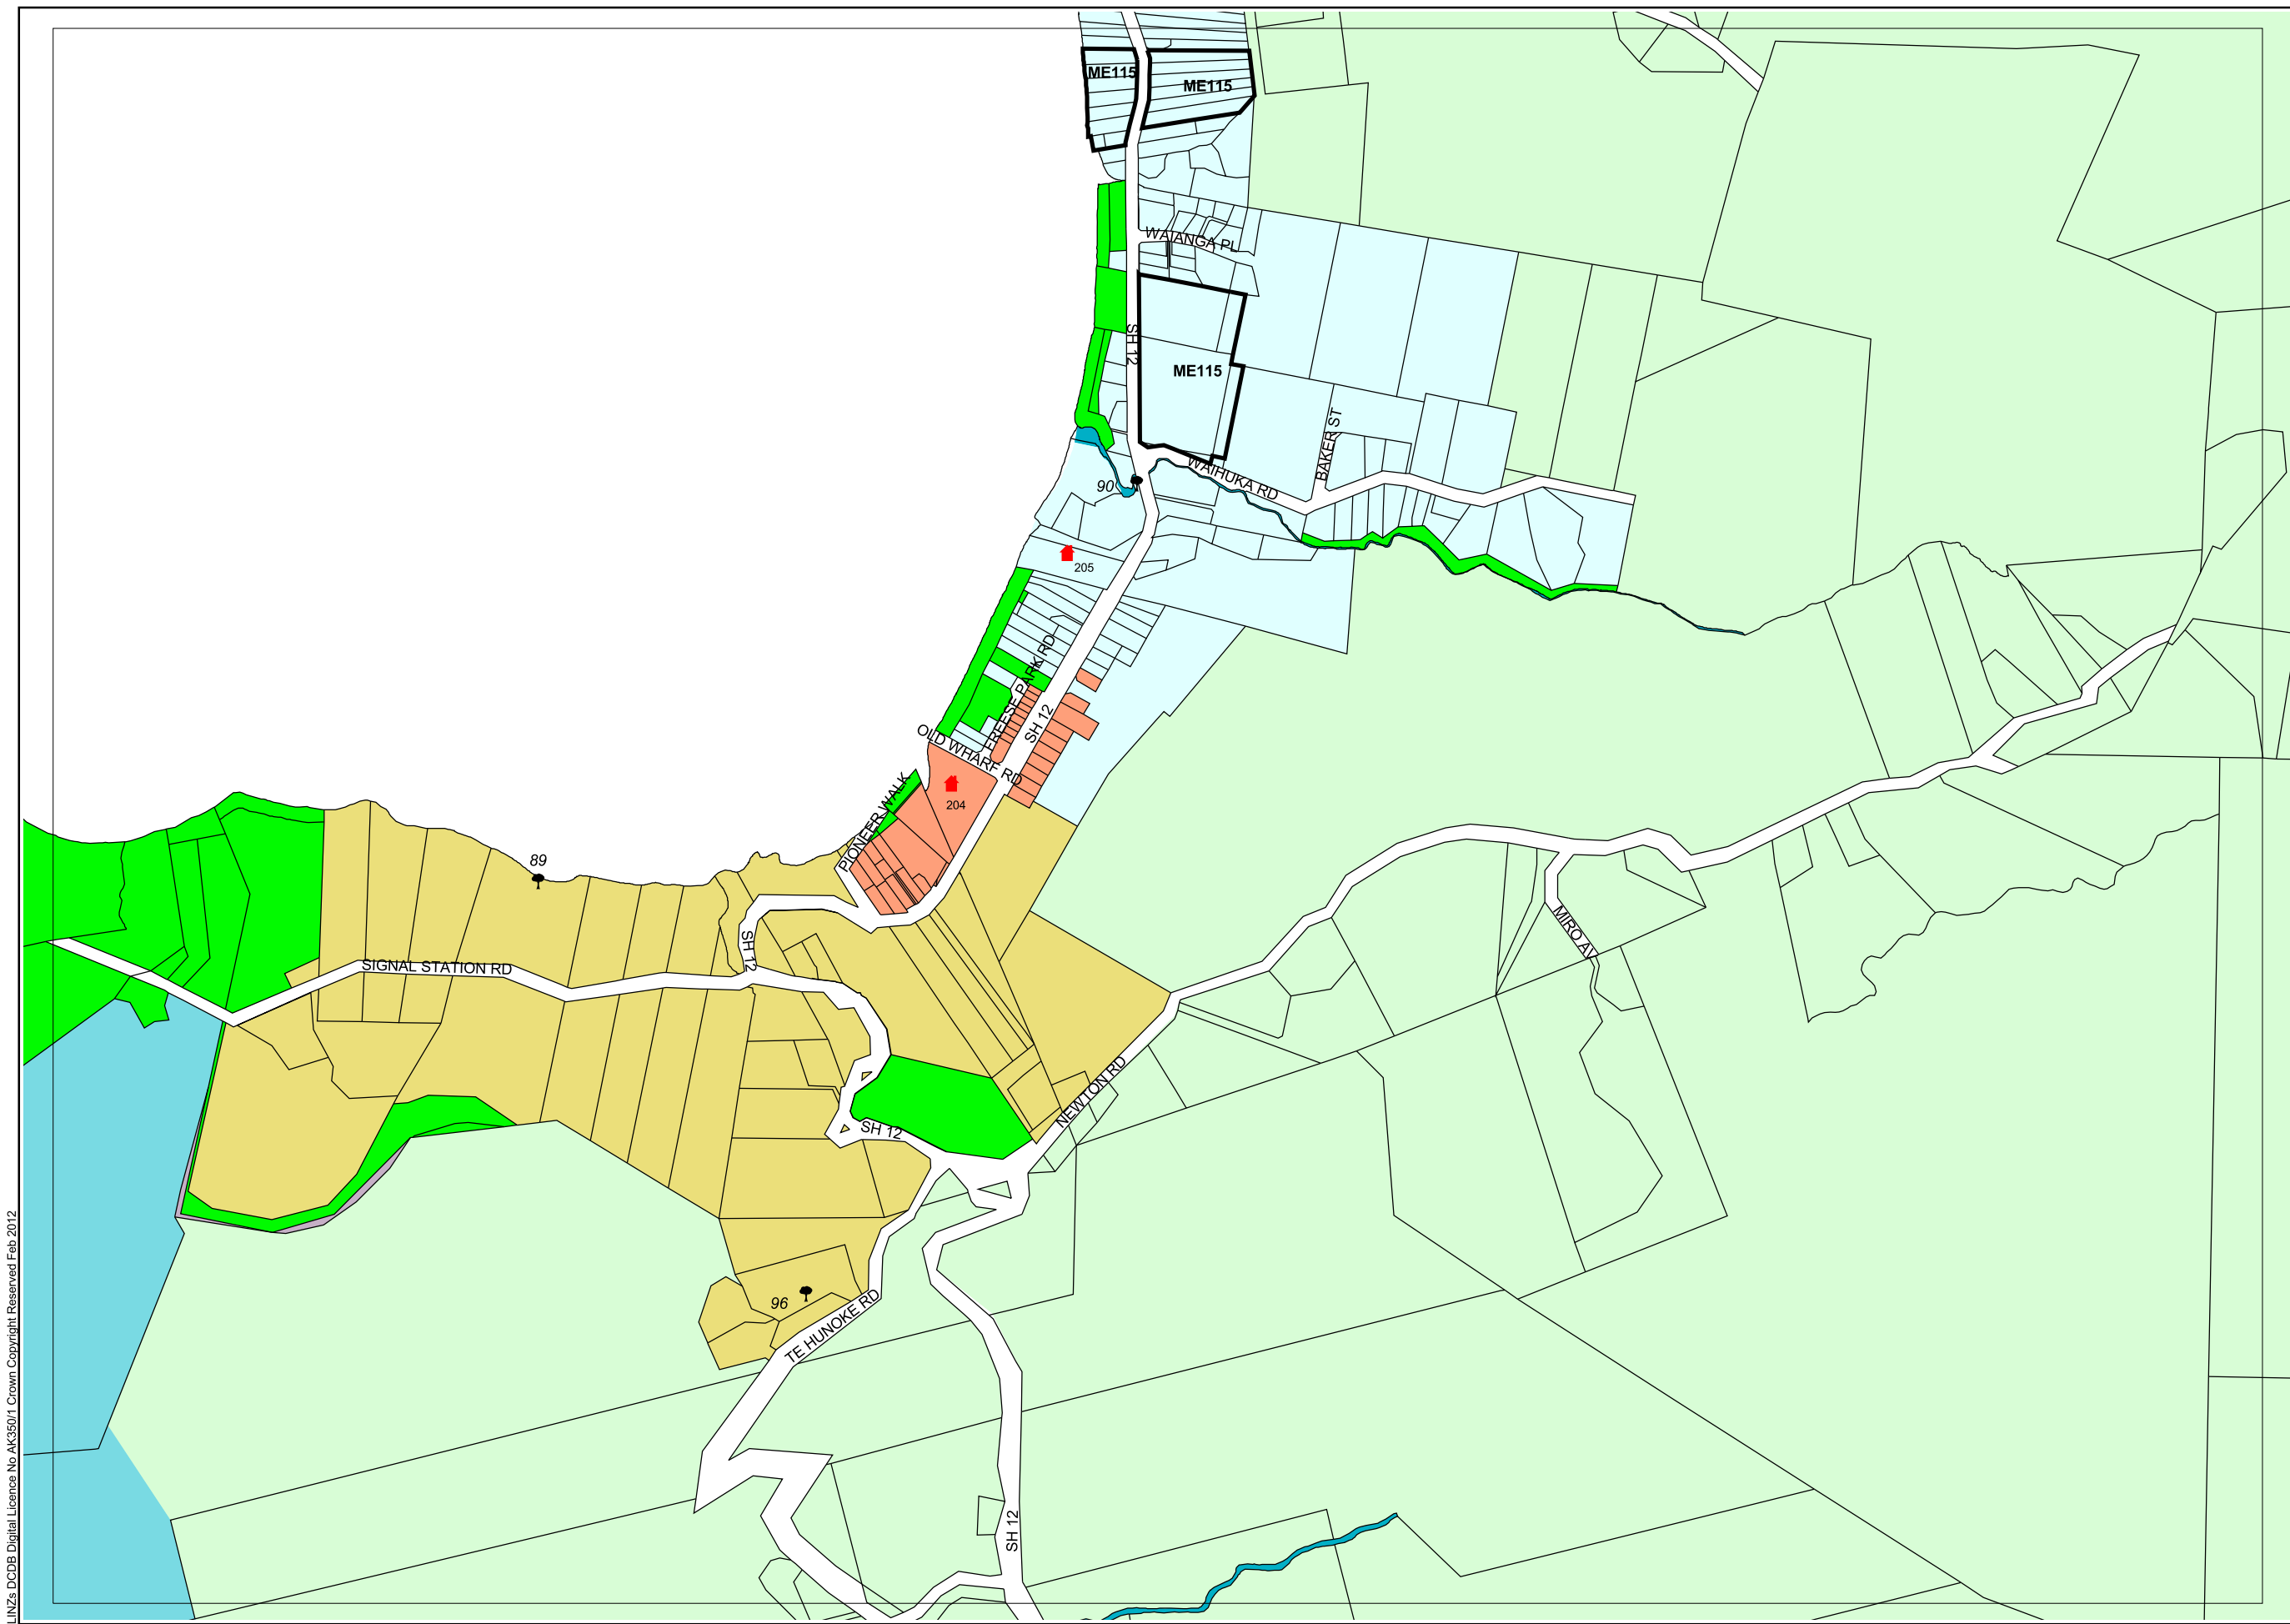 ME115
ME115
WAIANGA PL
SH 12
ME115
BAKER ST
WAIHUKA RD
90
205
FREESE PARK RD
SH 12
OLD WHARF RD
204
PIONEER WALK
89
MIRO AV
SH 12
SIGNAL STATION RD
NEWTON RD
SH 12
96
TE HUNOKE RD
SH 12
LINZs DCDB Digital Licence No AK350/1 Crown Copyright Reserved Feb 2012